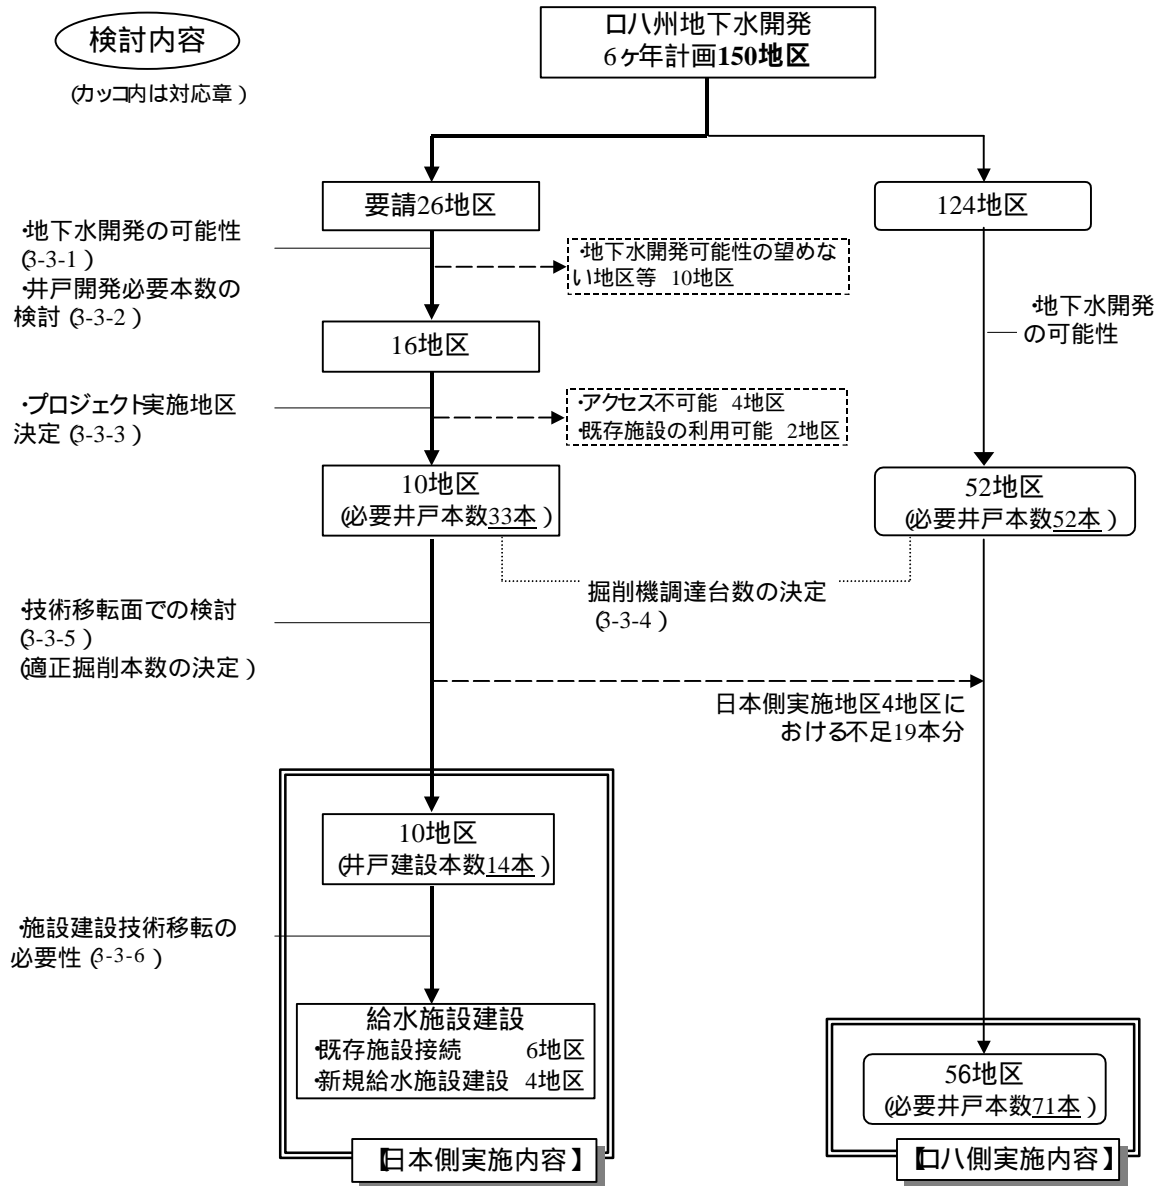 検討内容
(カッコ内は対応章)
ロハ州地下水開発
6ヶ年計画150地区
要請26地区
124地区
・地下水開発の可能性
(3-3-1)
・井戸開発必要本数の
検討 (3-3-2)
・地下水開発可能性の望めな
い地区等 10地区
・地下水開発
の可能性
16地区
・プロジェクト実施地区
決定 (3-3-3)
・アクセス不可能 4地区
・既存施設の利用可能 2地区
10地区
(必要井戸本数33本)
52地区
(必要井戸本数52本)
掘削機調達台数の決定
(3-3-4)
・技術移転面での検討
(3-3-5)
(適正掘削本数の決定)
日本側実施地区4地区に
おける不足19本分
10地区
(井戸建設本数14本)
・施設建設技術移転の
必要性 (3-3-6)
給水施設建設
・既存施設接続 6地区
・新規給水施設建設 4地区
56地区
(必要井戸本数71本)
【日本側実施内容】
【ロハ側実施内容】